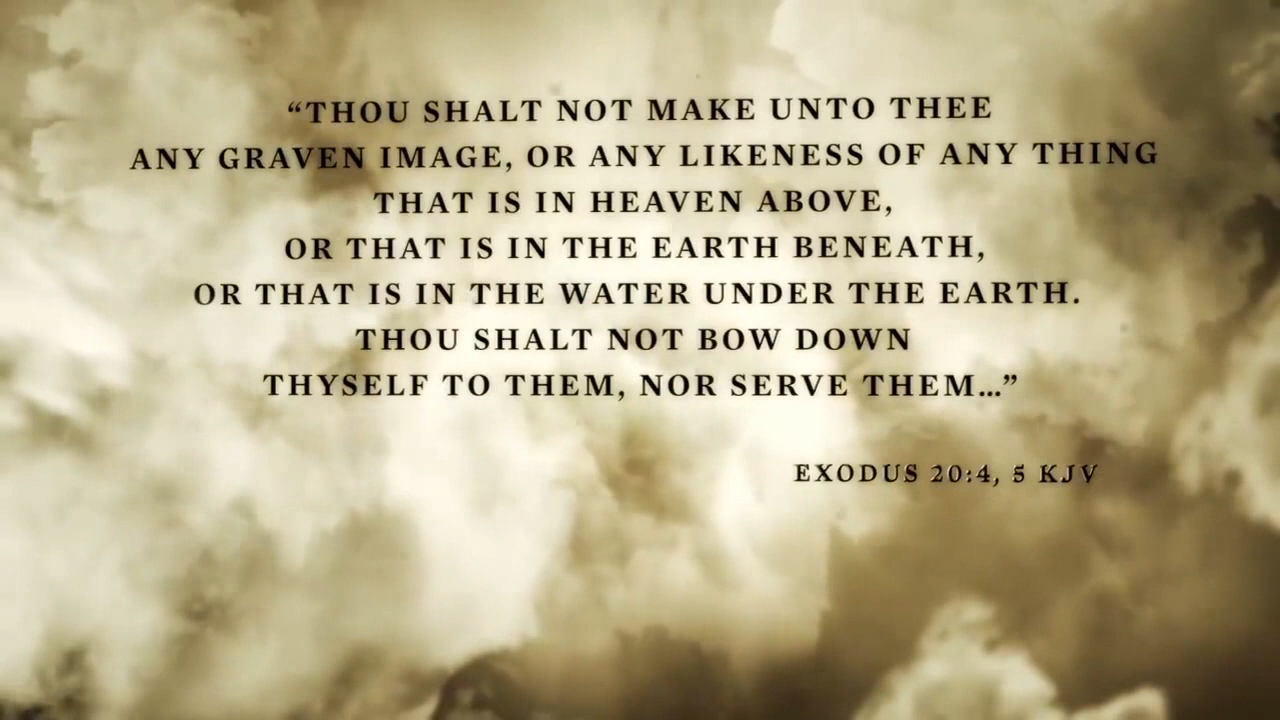 “THOU SHALT NOT MAKE UNTO THEE
ANY GRAVEN IMAGE, OR ANY LIKENESS OF ANY THING
THAT IS IN HEAVEN ABOVE,
OR THAT IS IN THE EARTH BENEATH,
OR THAT IS IN THE WATER UNDER THE EARTH.
THOU SHALT NOT BOW DOWN
THYSELF TO THEM, NOR SERVE THEM...”
EXODUS 20:4, 5 KJV